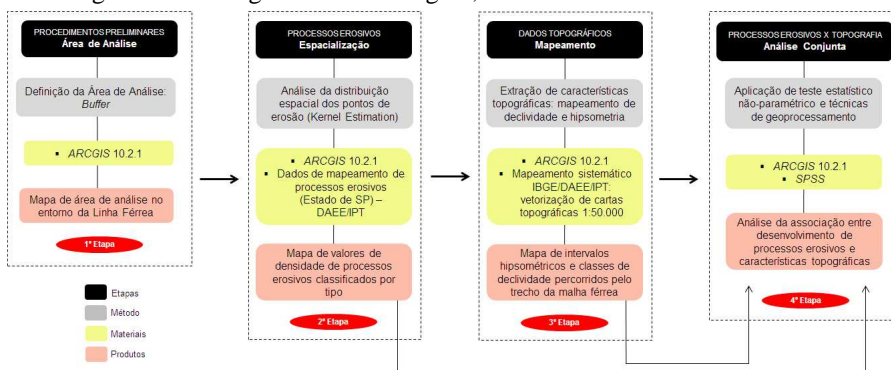 PROCEDIMENTOS PRELIMINARES
Área de Análise
Definição da Área de Análise:
Buffer
▪ ARCGIS 10.2.1
Mapa de área de análise no
entorno da Linha Férrea
1ª Etapa
Etapas
Método
Materiais
Produtos
PROCESSOS EROSIVOS
Espacialização
Análise da distribuição
espacial dos pontos de
erosão (Kernel Estimation)
▪ ARCGIS 10.2.1
▪ Dados de mapeamento de
processos erosivos
(Estado de SP) –
DAEE/IPT
Mapa de valores de
densidade de processos
erosivos classificados por
tipo
2ª Etapa
DADOS TOPOGRÁFICOS
Mapeamento
Extração de características
topográficas: mapeamento de
declividade e hipsometria
▪ ARCGIS 10.2.1
▪ Mapeamento sistemático
IBGE/DAEE/IPT:
vetorização de cartas
topográficas 1:50.000
Mapa de intervalos
hipsométricos e classes de
declividade percorridos pelo
trecho da malha férrea
3ª Etapa
PROCESSOS EROSIVOS X TOPOGRAFIA
Análise Conjunta
Aplicação de teste estatístico
não-paramétrico e técnicas
de geoprocessamento
▪ ARCGIS 10.2.1
▪ SPSS
Análise da associação entre
desenvolvimento de
processos erosivos e
características topográficas
4ª Etapa